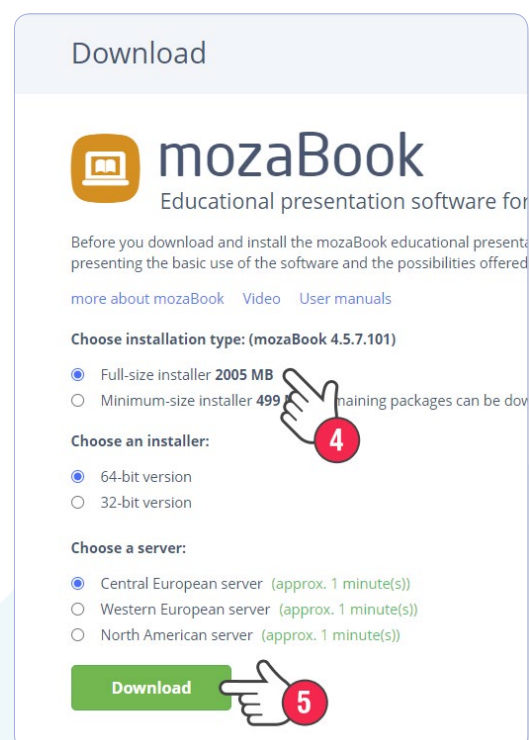 Download
mozaBook
Educational presentation software for
Before you download and install the mozaBook educational
presenting the basic use of the software and the possibilities offered
more about mozaBook Video User manuals
Choose installation type: (mozaBook 4.5.7.101)
Full-size installer 2005 MB
Minimum-size installer 499 packages can be
4
Choose an installer:
64-bit version
32-bit version
Choose a server:
Central European server (approx. 1 minute(s))
Western European server (approx. 1 minute(s))
North American server (approx. 1 minute(s))
Download
5